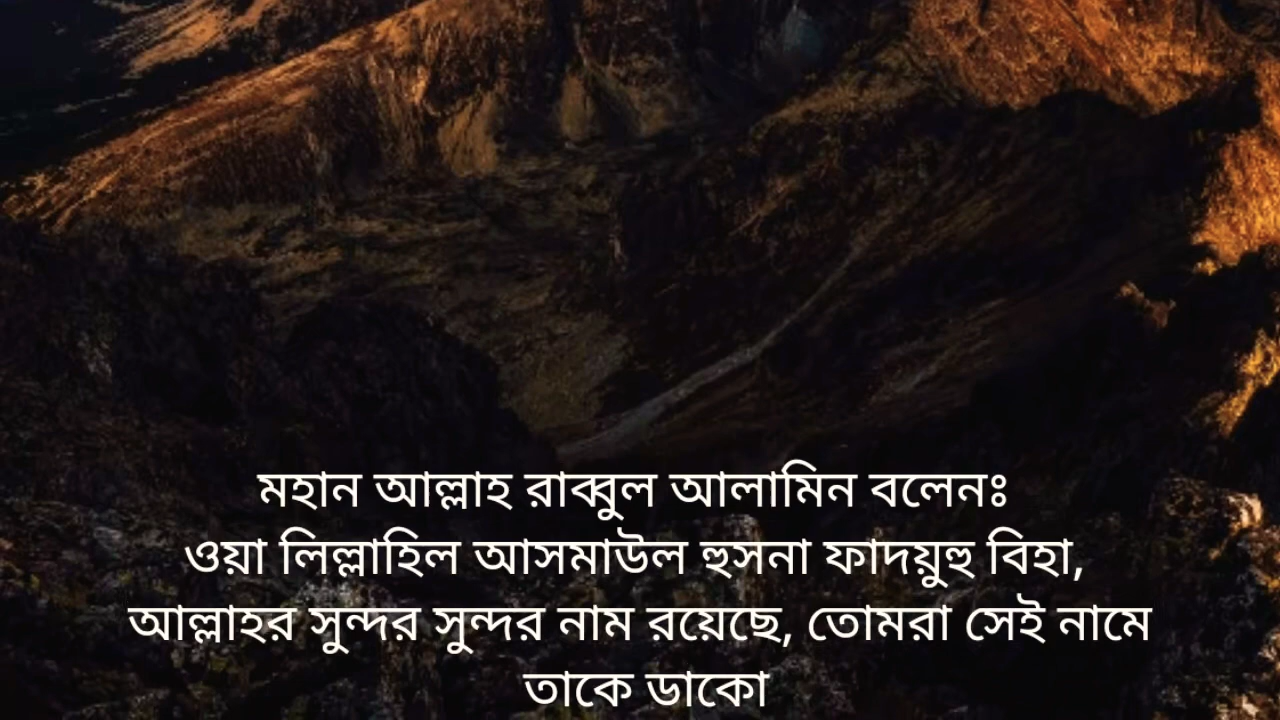 মহান আল্লাহ রাব্বুল আলামিন বলেনঃ
ওয়া লিল্লাহিল আসমাউল হুসনা ফাদয়ুহু বিহা,
আল্লাহর সুন্দর সুন্দর নাম রয়েছে, তোমরা সেই নামে
তাকে ডাকো